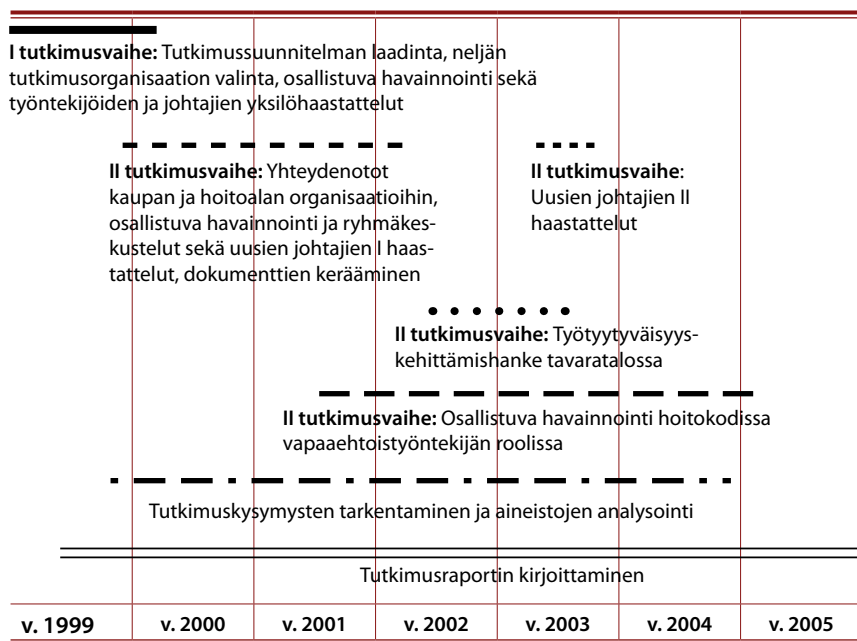 I tutkimusvaihe: Tutkimussuunnitelman laadinta, neljän
tutkimusorganisaation valinta, osallistuva havainnointi sekä
työntekijöiden ja johtajien yksilöhaastattelut
II tutkimusvaihe: Yhteydenotot
kaupan ja hoitoalan organisaatioihin,
osallistuva havainnointi ja ryhmäkes-
kustelut sekä uusien johtajien I haas-
tattelut, dokumenttien kerääminen
II tutkimusvaihe:
Uusien johtajien II
haastattelut
II tutkimusvaihe: Työtyytyväisyys-
kehittämishanke tavaratalossa
II tutkimusvaihe: Osallistuva havainnointi hoitokodissa
vapaaehtoistyöntekijän roolissa
Tutkimuskysymysten tarkentaminen ja aineistojen analysointi
Tutkimusraportin kirjoittaminen
v. 1999 v. 2000 v. 2001 v. 2002 v. 2003 v. 2004 v. 2005